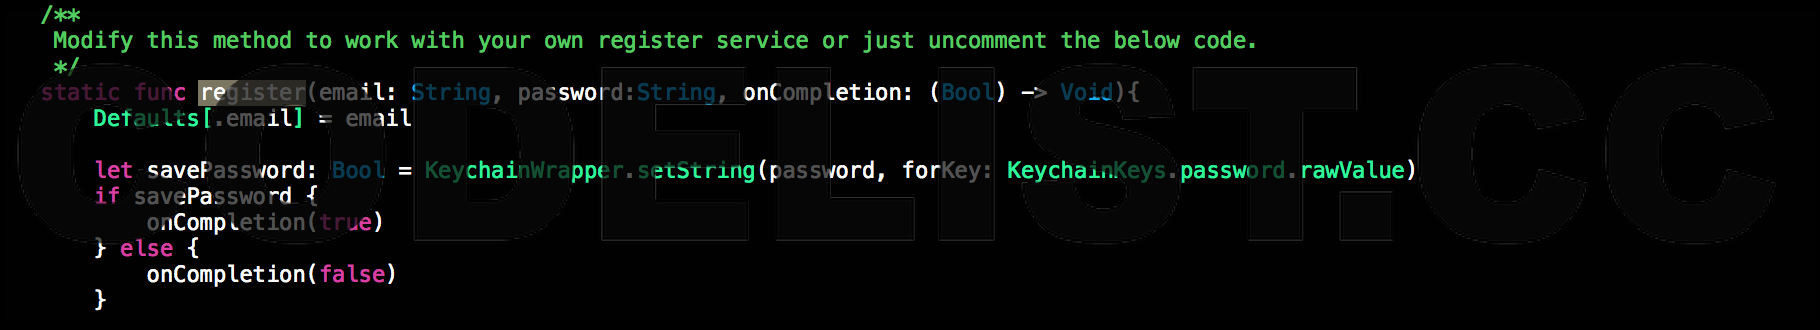 /**
Modify this method to work with your own register service or just uncomment the below code.
*/
static func register(email: String, password:String, onCompletion: (Bool) -> Void){
Defaults[.email] = email
let savePassword: Bool = KeychainWrapper.setString(password, forKey: KeychainKeys.password.rawValue)
if savePassword {
onCompletion(true)
} else {
onCompletion(false)
}
CODELIST.CC